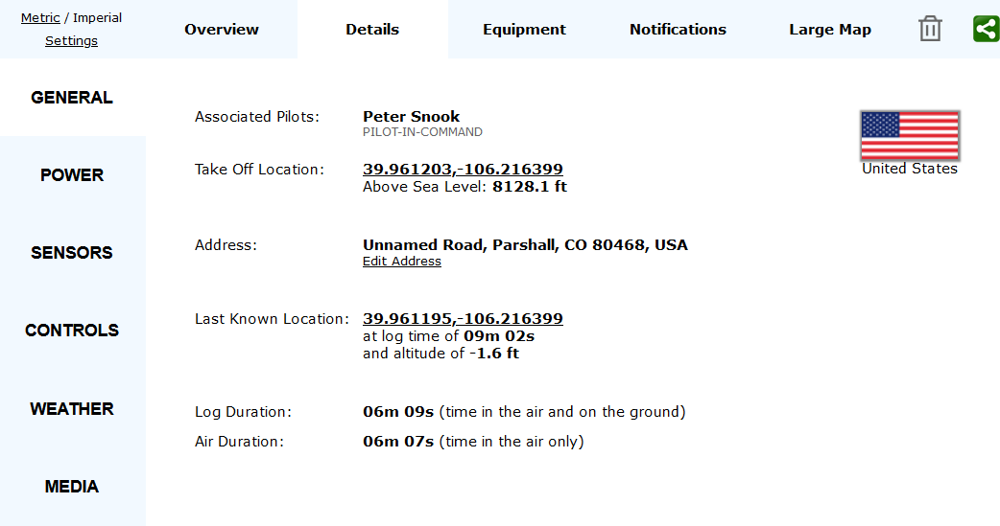 Metric / Imperial
Settings
Overview
Details
Equipment
Notifications
Large Map
GENERAL
POWER
SENSORS
CONTROLS
WEATHER
MEDIA
Associated Pilots: Peter Snook
PILOT-IN-COMMAND
United States
Take Off Location: 39.961203,-106.216399
Above Sea Level: 8128.1 ft
Address: Unnamed Road, Parshall, CO 80468, USA
Edit Address
Last Known Location: 39.961195,-106.216399
at log time of 09m 02s
and altitude of -1.6 ft
Log Duration: 06m 09s (time in the air and on the ground)
Air Duration: 06m 07s (time in the air only)